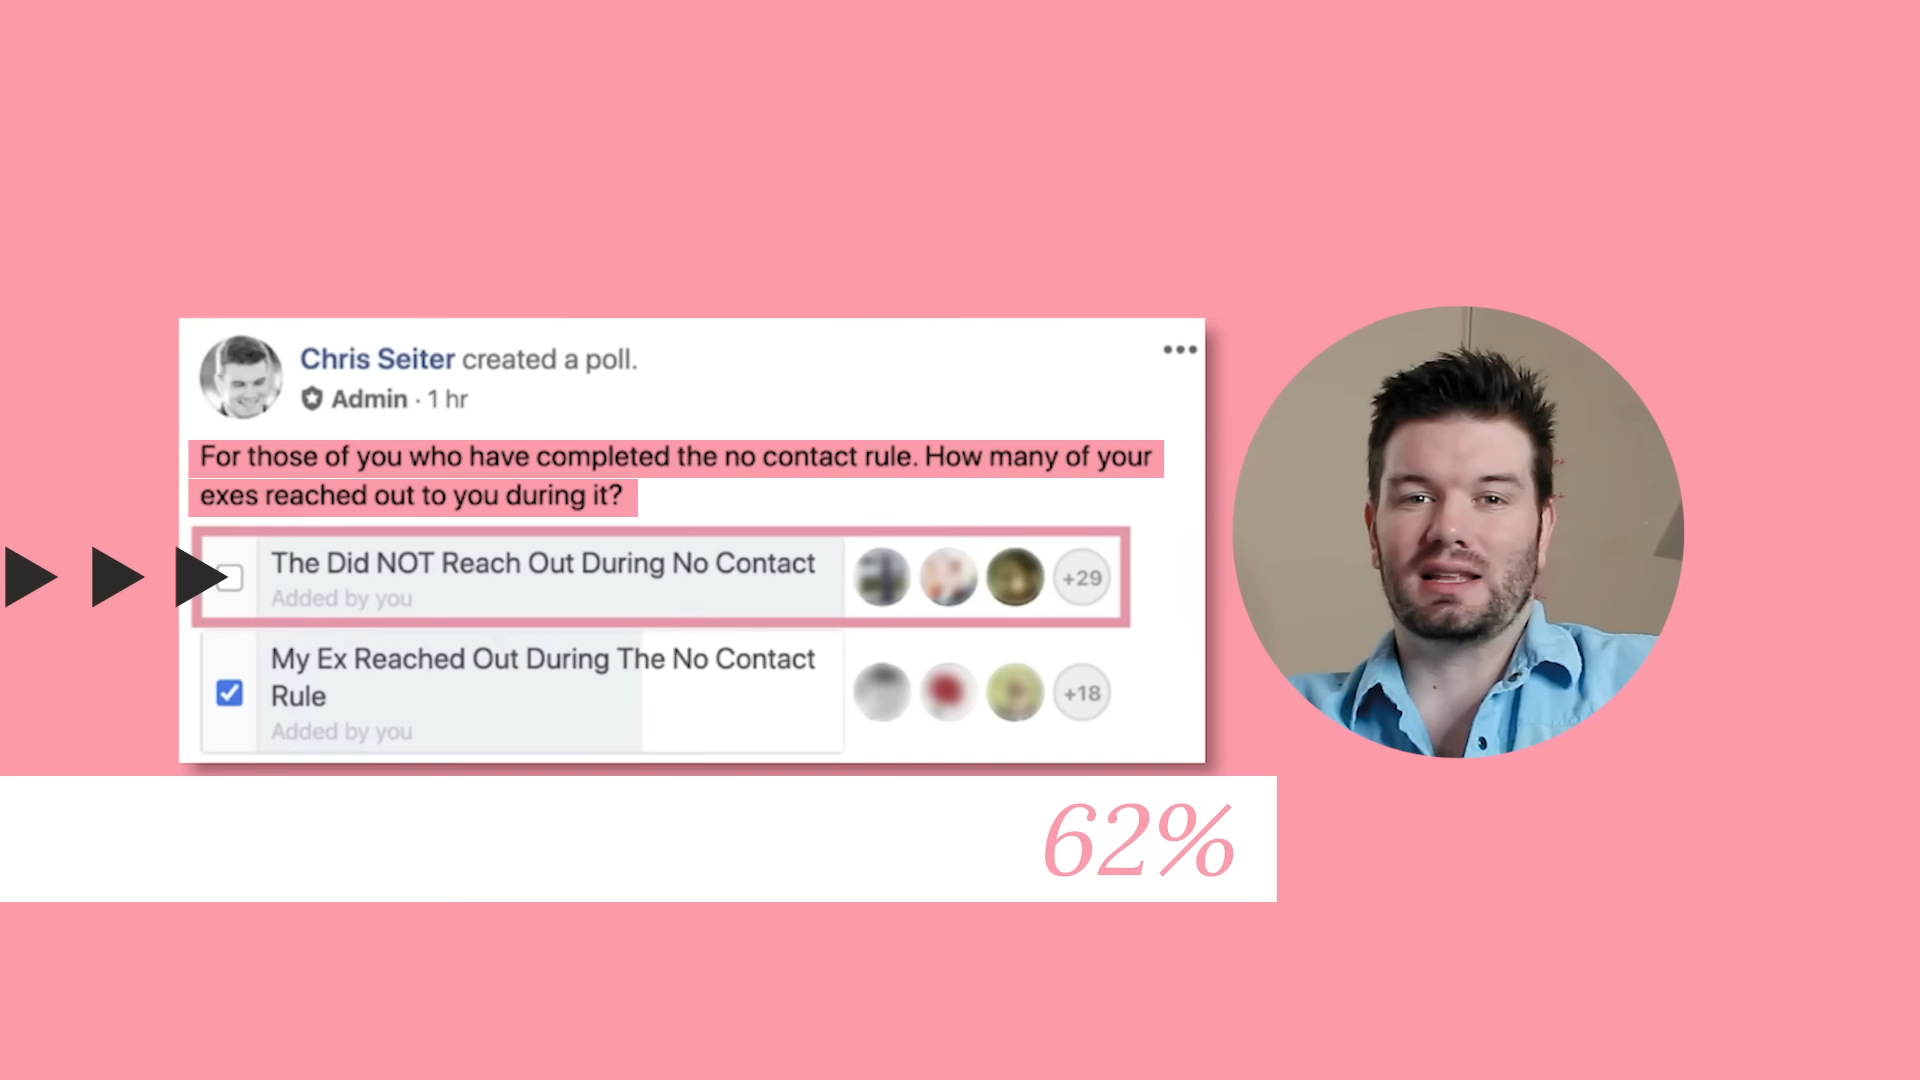 Chris Seiter created a poll.
Admin · 1 hr
For those of you who have completed the no contact rule. How many of your
exes reached out to you during it?
The Did NOT Reach Out During No Contact
Added by you
+29
My Ex Reached Out During The No Contact
Rule
Added by you
+18
62%